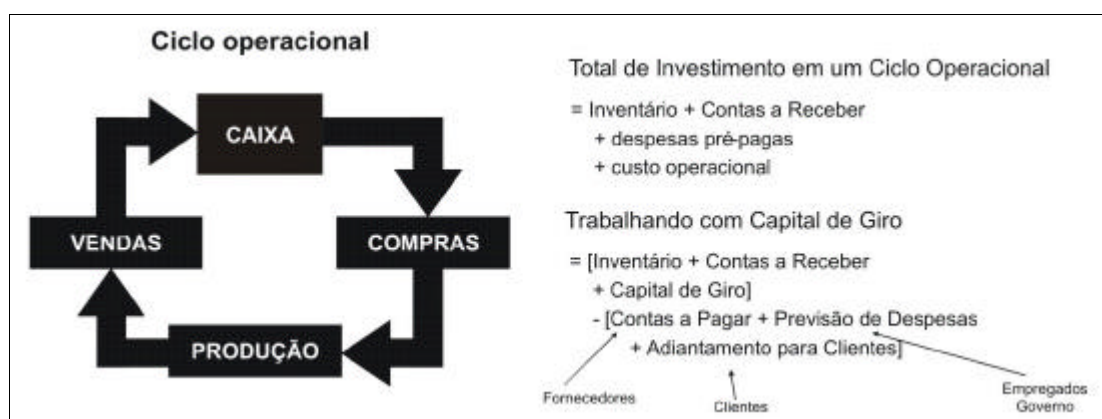 Ciclo operacional
CAIXA
VENDAS
COMPRAS
PRODUÇÃO
Total de Investimento em um Ciclo Operacional
= Inventário + Contas a Receber
+ despesas pré-pagas
+ custo operacional
Trabalhando com Capital de Giro
= [Inventário + Contas a Receber
+ Capital de Giro]
- [Contas a Pagar + Previsão de Despesas
+ Adiantamento para Clientes]
Fornecedores
Clientes
Empregados
Governo